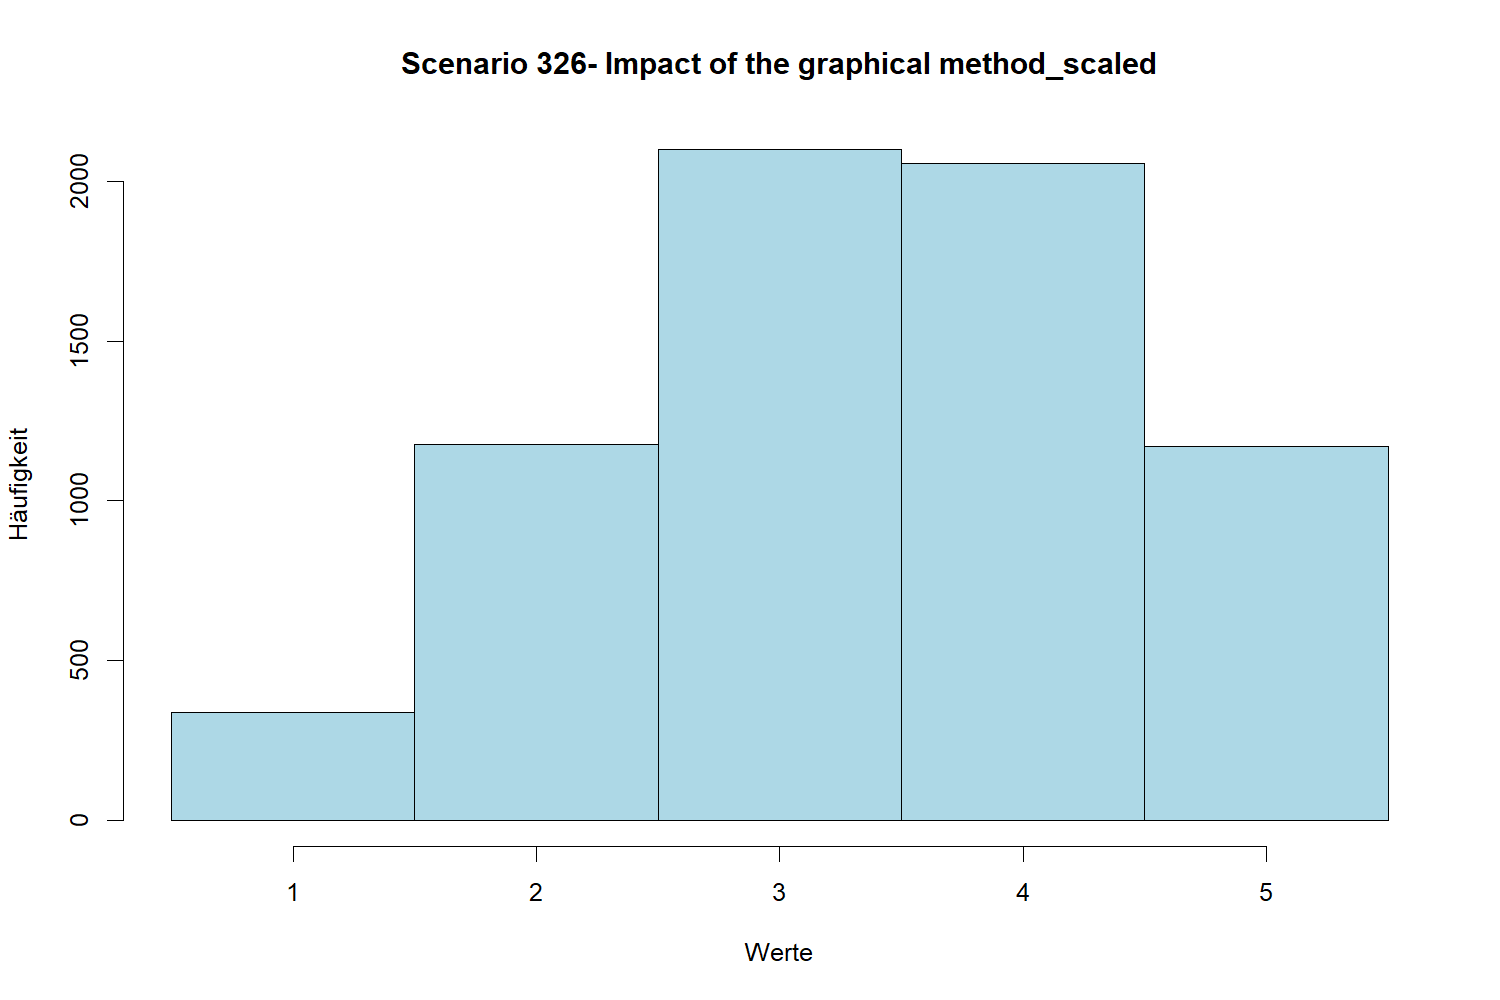 Scenario 326- Impact of the graphical method_scaled
2000
1500
1000
500
0
Häufigkeit
1 2 3 4 5
Werte